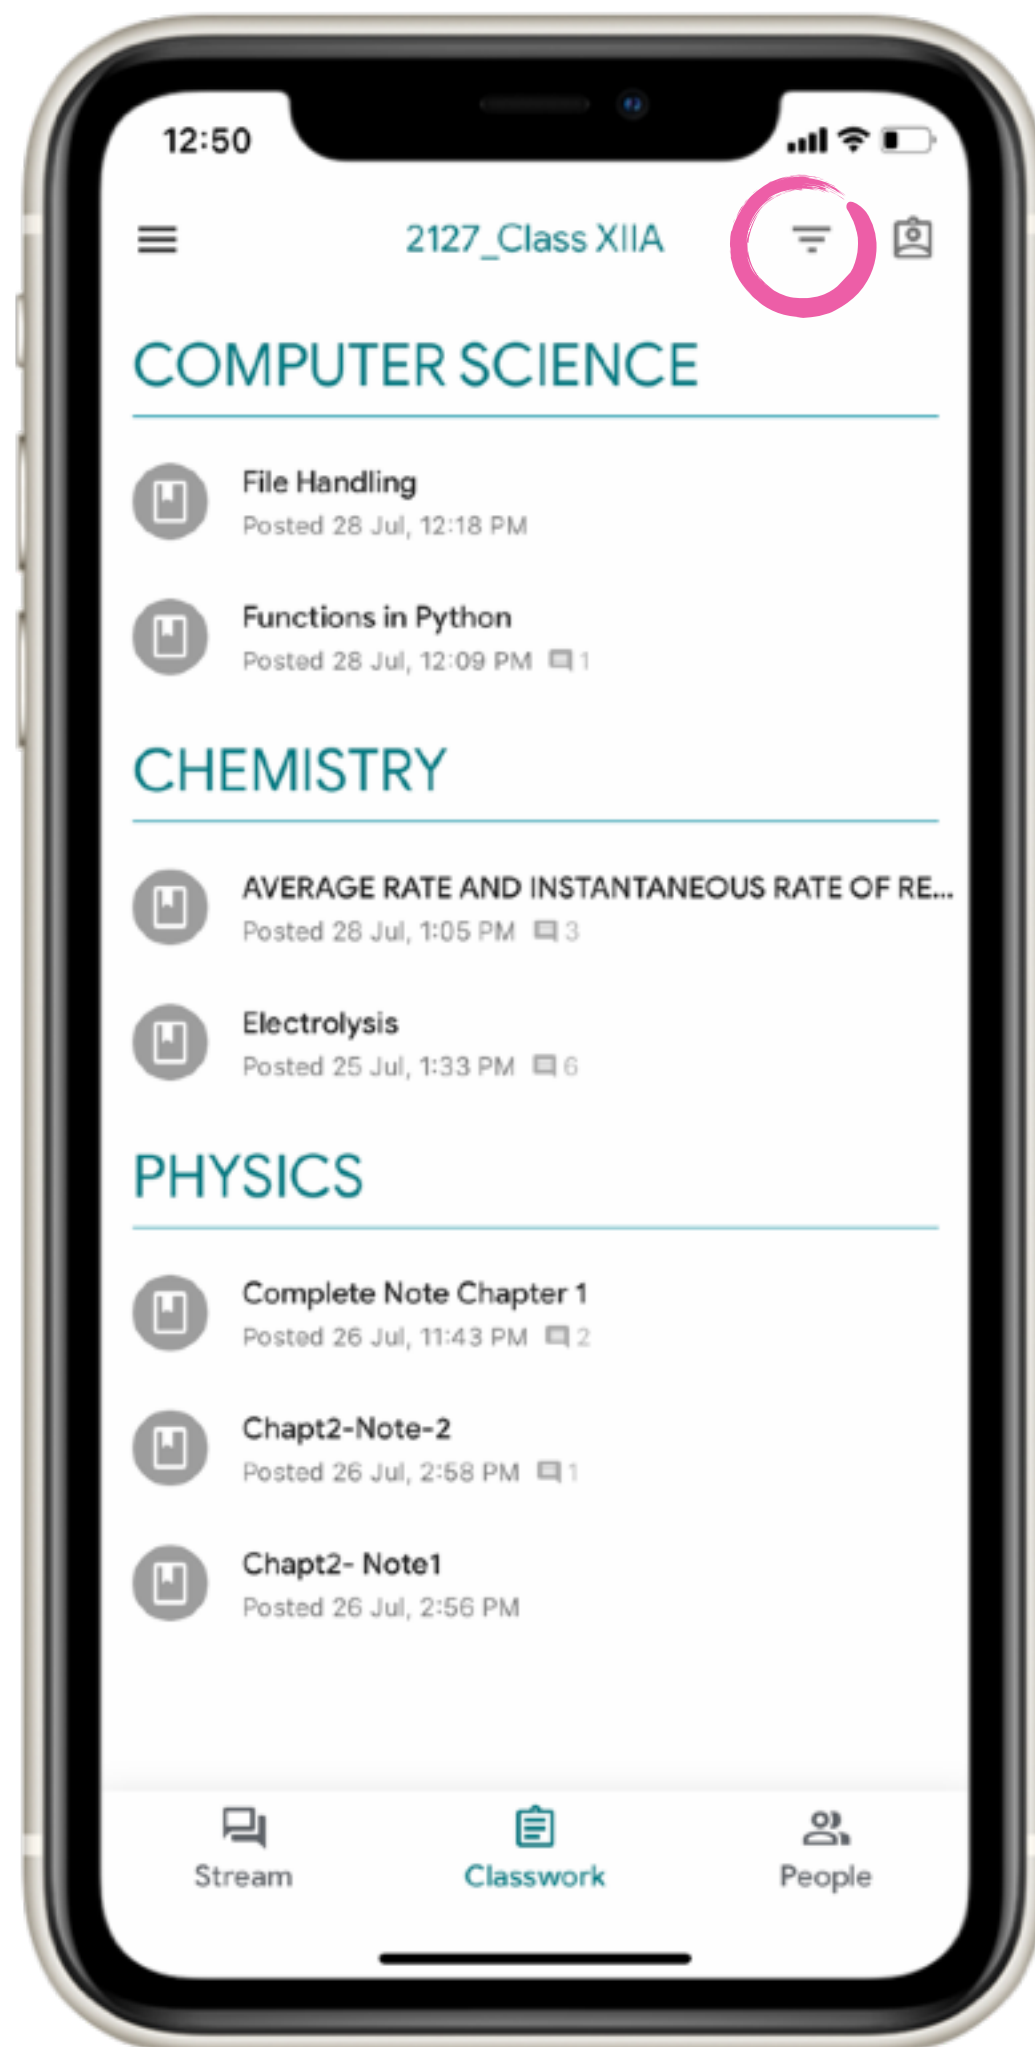 12:50
2127_Class XIIA
COMPUTER SCIENCE
File Handling
Posted 28 Jul, 12:18 PM
Functions in Python
Posted 28 Jul, 12:09 PM 1
CHEMISTRY
AVERAGE RATE AND INSTANTANEOUS RATE OF RE...
Posted 28 Jul, 1:05 PM 3
Electrolysis
Posted 25 Jul, 1:33 PM 6
PHYSICS
Complete Note Chapter 1
Posted 26 Jul, 11:43 PM 2
Chapt2-Note-2
Posted 26 Jul, 2:58 PM 1
Chapt2- Note1
Posted 26 Jul, 2:56 PM
Stream Classwork People